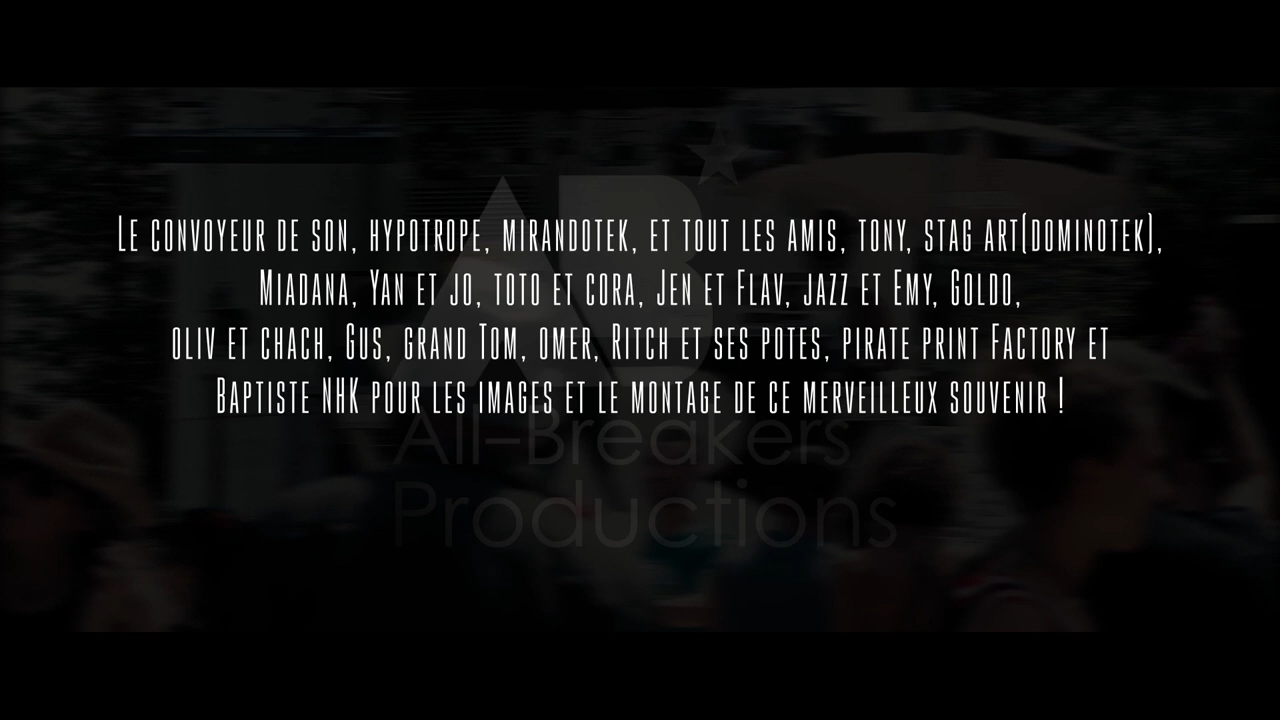 Le convoyeur de son, hypotrope, mirandotek, et tout les amis, tony, stag art(dominotek),
Miadana, Yan et jo, toto et cora, Jen et Flav, jazz et Emy, Goldo,
oliv et chach, Gus, grand Tom, omer, Ritch et ses potes, pirate print Factory et
Baptiste NHK pour les images et le montage de ce merveilleux souvenir !
AB
All-Breakers
Productions